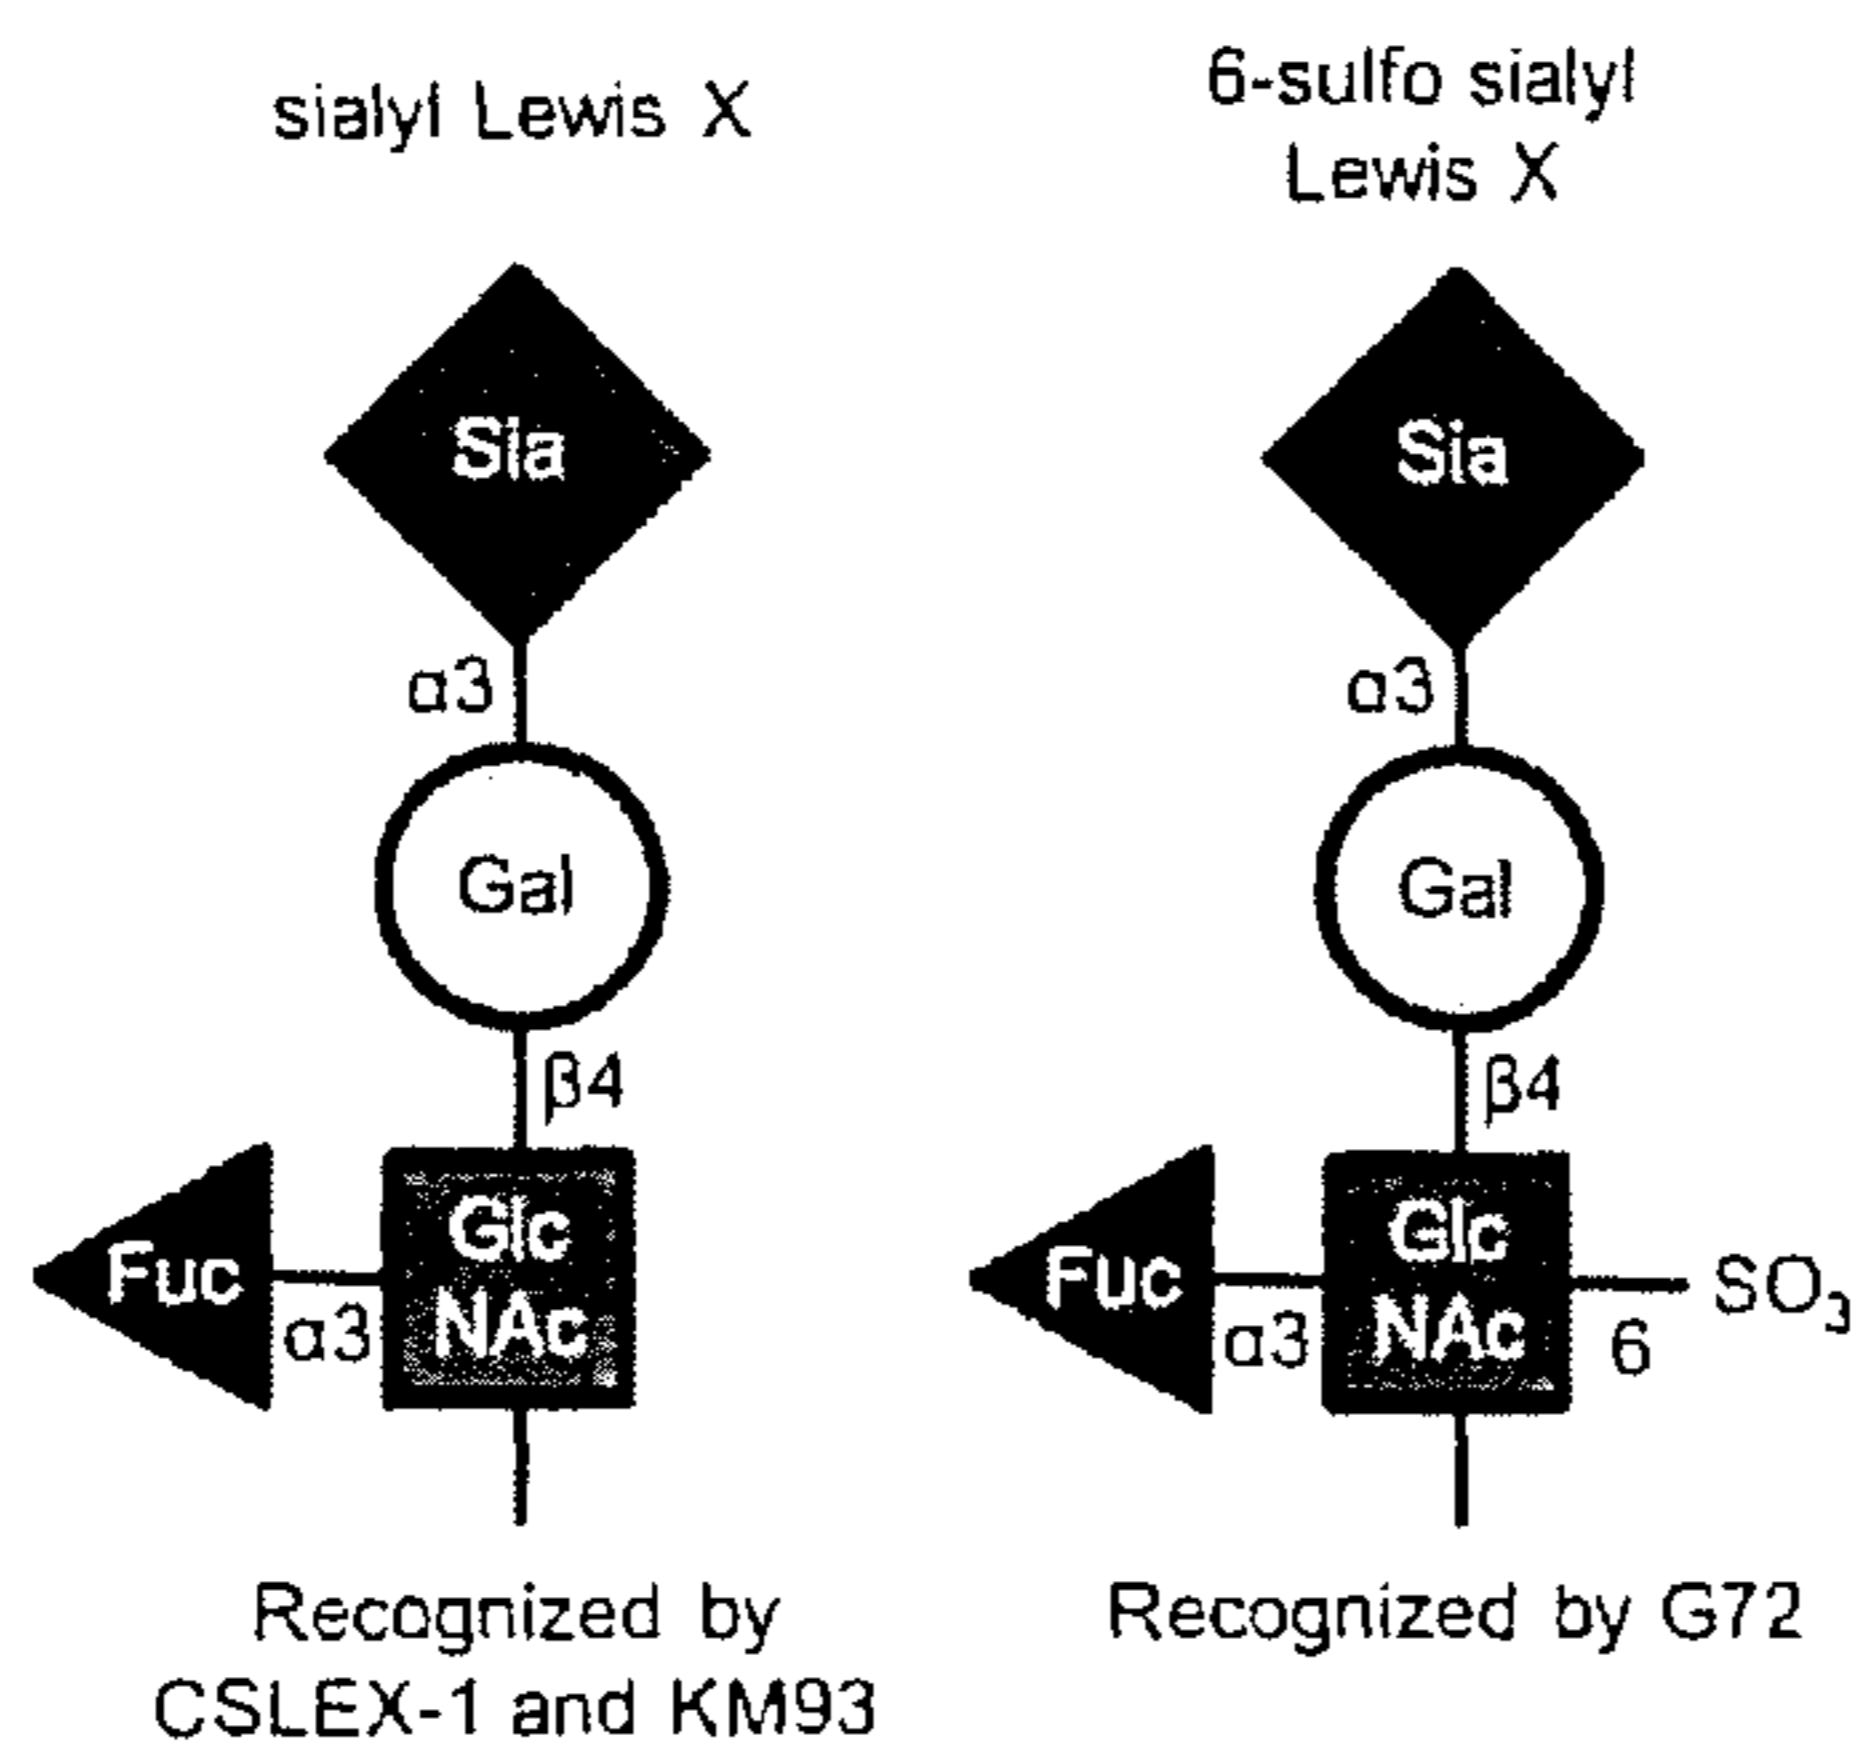 sialyl Lewis X
Sia
α3
Gal
β4
Glc
NAc
Fuc
α3
Recognized by
CSLEX-1 and KM93
6-sulfo sialyl
Lewis X
Sia
α3
Gal
β4
Glc
NAc
Fuc
α3
6
SO3
Recognized by G72